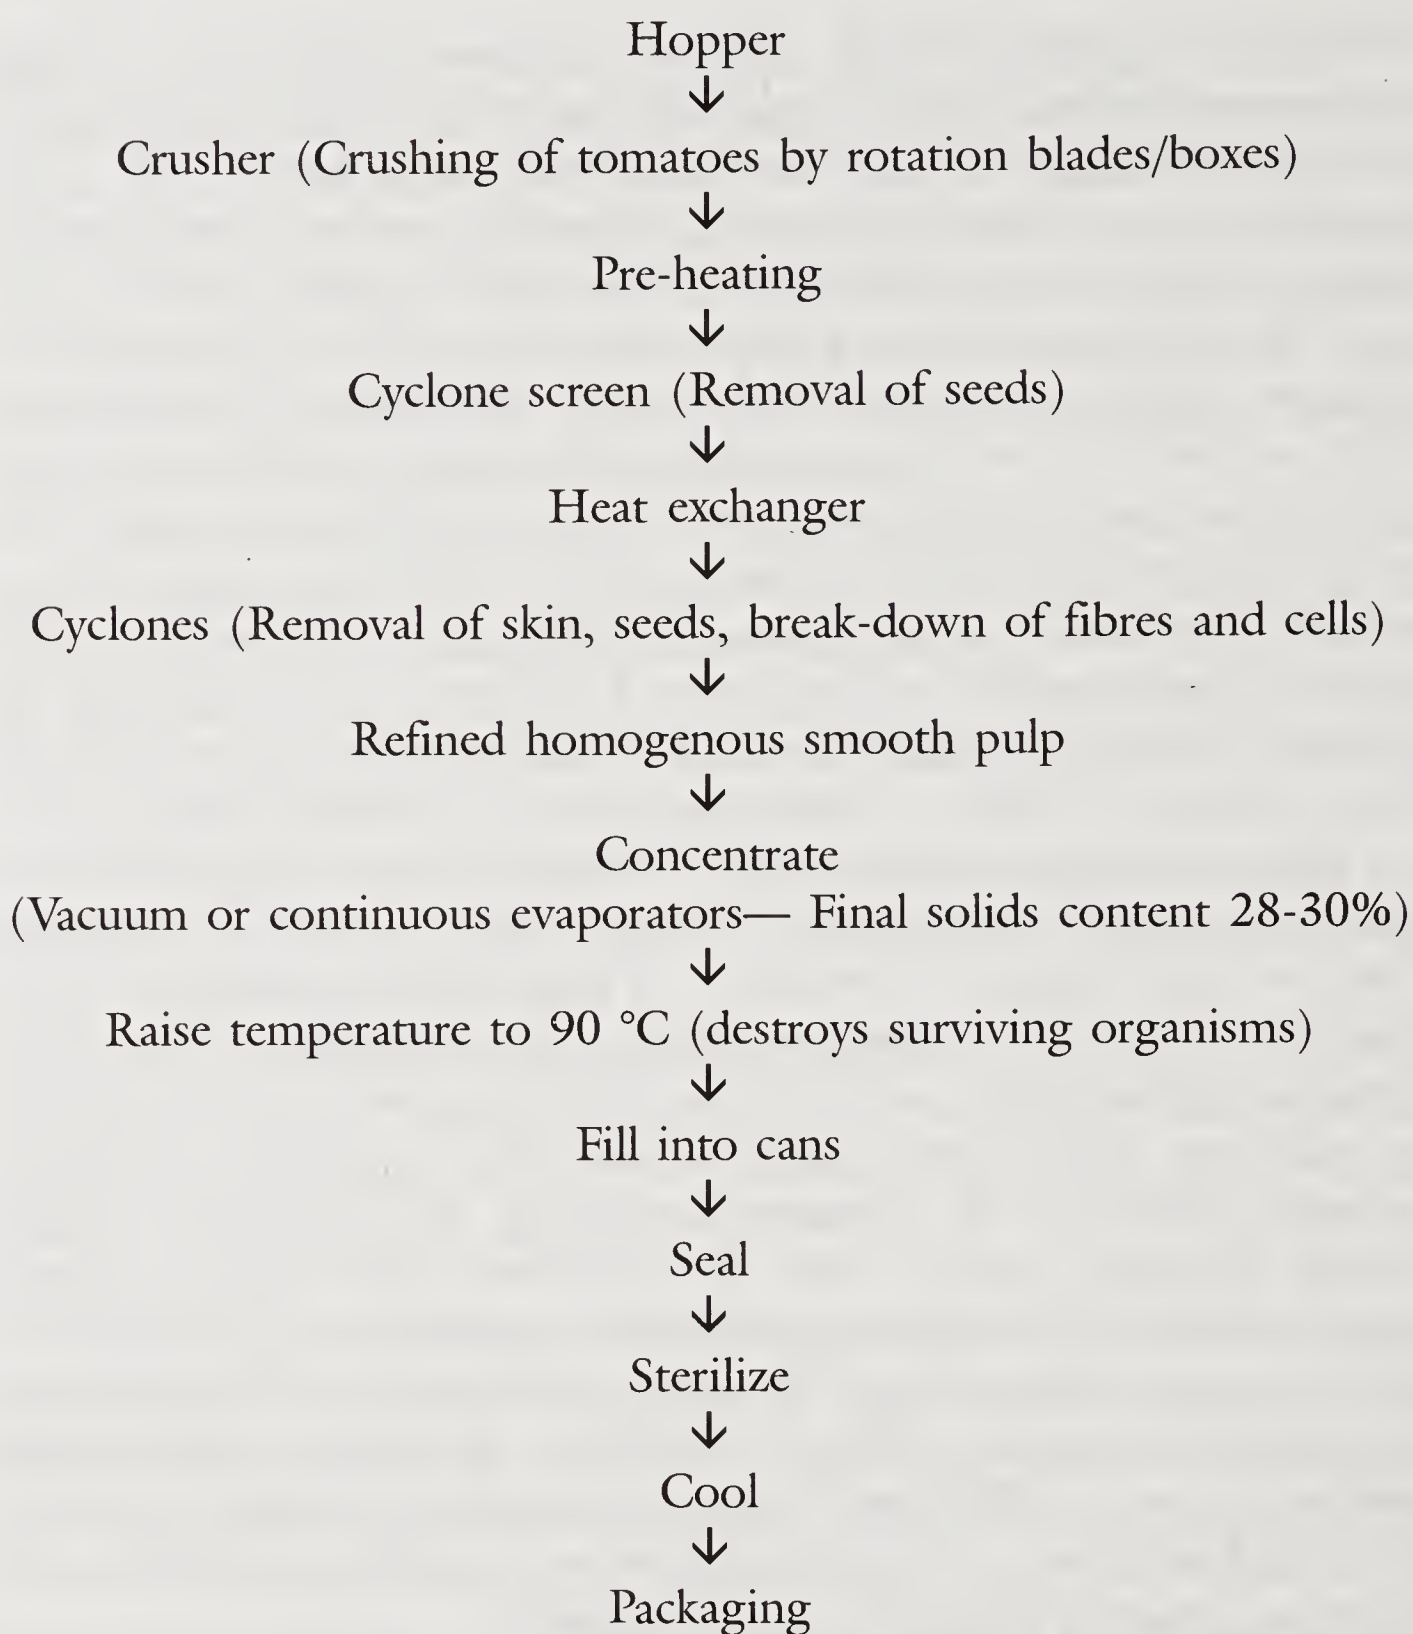 Hopper
↓
Crusher (Crushing of tomatoes by rotation blades/boxes)
↓
Pre-heating
↓
Cyclone screen (Removal of seeds)
↓
Heat exchanger
↓
Cyclones (Removal of skin, seeds, break-down of fibres and cells)
↓
Refined homogenous smooth pulp
↓
Concentrate
(Vacuum or continuous evaporators— Final solids content 28-30%)
↓
Raise temperature to 90 °C (destroys surviving organisms)
↓
Fill into cans
↓
Seal
↓
Sterilize
↓
Cool
↓
Packaging